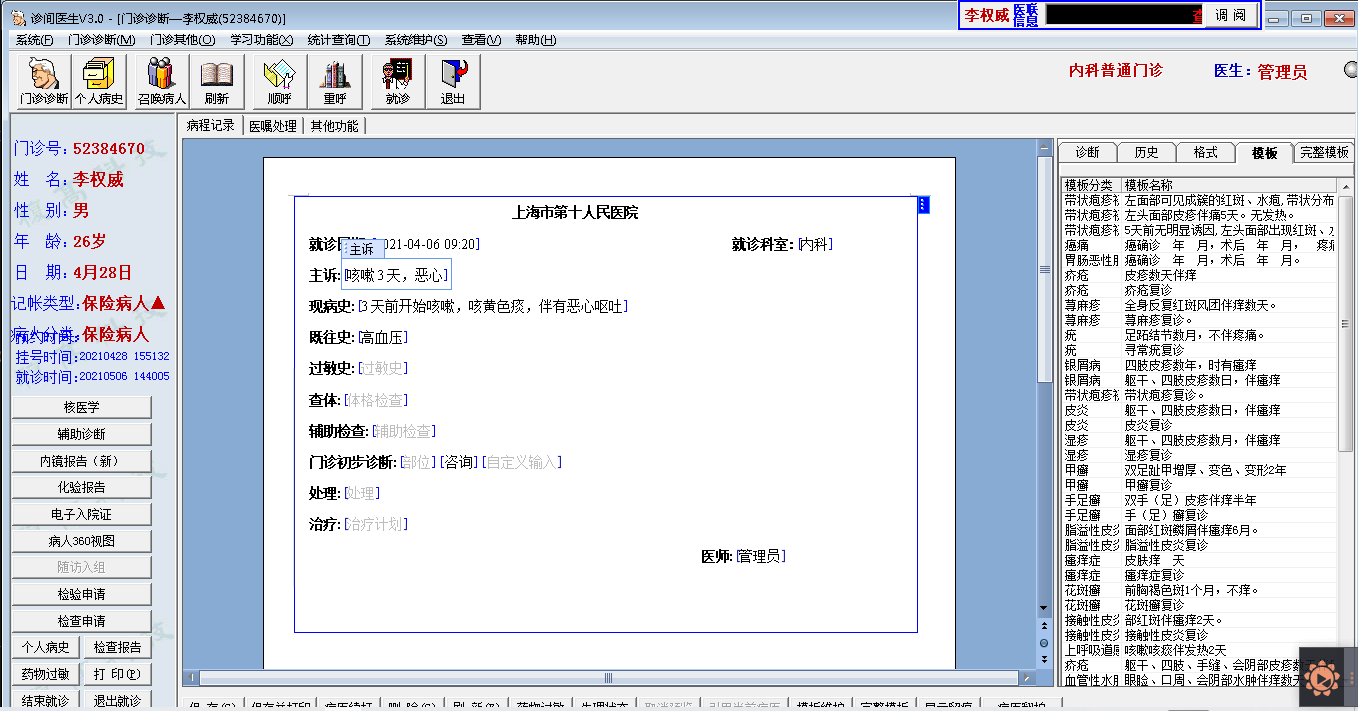 诊间医生V3.0 - [门诊诊断—李权威(52384670)]
李权威 医联信息 调 阅
系统(F) 门诊诊断(M) 门诊其他(O) 学习功能(X) 统计查询(T) 系统维护(S) 查看(V) 帮助(H)
门诊诊断 个人病史 召唤病人 刷新 顺呼 重呼 就诊 退出
内科普通门诊 医生：管理员
门诊号：52384670
姓 名：李权威
性 别：男
年 龄：26岁
日 期：4月28日
记帐类型：保险病人▲
病人分类：保险病人
挂号时间：20210428 155132
就诊时间：20210506 144005
核医学
辅助诊断
内镜报告（新）
化验报告
电子入院证
病人360视图
随访入组
检验申请
检查申请
个人病史 检查报告
药物过敏 打 印(P)
结束就诊 退出就诊
病程记录 医嘱处理 其他功能
上海市第十人民医院
主诉
021-04-06 09:20] 就诊科室: [内科]
主诉: [咳嗽3天，恶心]
现病史: [3天前开始咳嗽，咳黄色痰，伴有恶心呕吐]
既往史: [高血压]
过敏史: [过敏史]
查体: [体格检查]
辅助检查: [辅助检查]
门诊初步诊断: [部位] [咨询] [自定义输入]
处理: [处理]
治疗: [治疗计划]
医师: [管理员]
诊断 历史 格式 模板 完整模板
模板分类 模板名称
带状疱疹 左面部可见成簇的红斑、水疱,带状分布
带状疱疹 左头面部皮疹伴痛5天。无发热。
带状疱疹 5天前无明显诱因,左头面部出现红斑、
癌痛 癌确诊 年 月，术后 年 月，
胃肠恶性 癌确诊 年 月，术后 年 月。
疥疮 皮疹数天伴痒
疥疮 疥疮复诊
荨麻疹 全身反复红斑风团伴痒数天。
荨麻疹 荨麻疹复诊。
疣 足跖结节数月，不伴疼痛。
疣 寻常疣复诊
银屑病 四肢皮疹数年，时有瘙痒
银屑病 躯干、四肢皮疹数日，伴瘙痒
带状疱疹 带状疱疹复诊。
皮炎 躯干、四肢皮疹数日，伴瘙痒
皮炎 皮炎复诊
湿疹 躯干、四肢皮疹数月，伴瘙痒
湿疹 湿疹复诊
甲癣 双足趾甲增厚、变色、变形2年
甲癣 甲癣复诊
手足癣 双手（足）皮疹伴痒半年
手足癣 手（足）癣复诊
脂溢性皮 面部红斑鳞屑伴瘙痒6月。
脂溢性皮 脂溢性皮炎复诊
瘙痒症 皮肤痒 天
瘙痒症 瘙痒症复诊
花斑癣 前胸褐色斑1个月，不痒。
花斑癣 花斑癣复诊
接触性皮 部红斑伴瘙痒2天。
接触性皮 接触性皮炎复诊
上呼吸道 咳嗽咳痰伴发热2天
疥疮 躯干、四肢、手缝、会阴部皮疹数
血管性水 眼睑、口周、会阴部水肿伴痒数